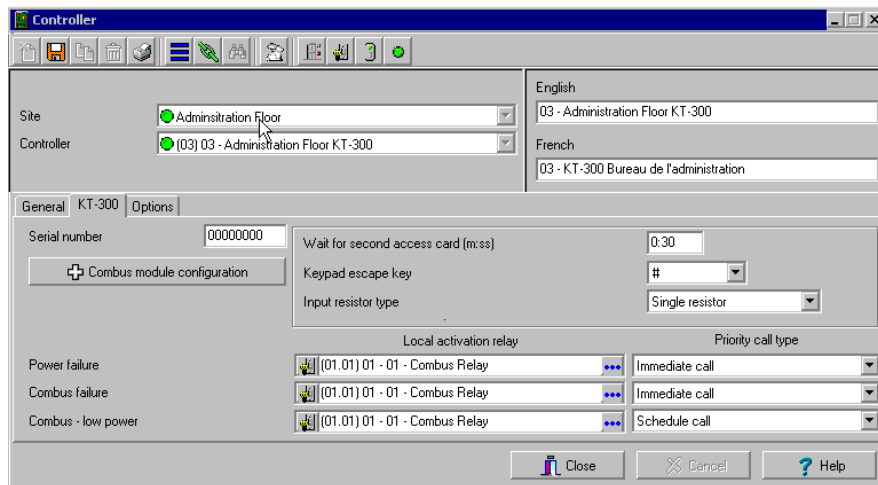 Controller
English
Site
Adminsitration Floor
03 - Administration Floor KT-300
Controller
(03) 03 - Administration Floor KT-300
French
03 - KT-300 Bureau de l'administration
General KT-300 Options
Serial number
00000000
Combus module configuration
Wait for second access card (m:ss)
0:30
Keypad escape key
#
Input resistor type
Single resistor
Local activation relay
Priority call type
Power failure
(01.01) 01 - 01 - Combus Relay
Immediate call
Combus failure
(01.01) 01 - 01 - Combus Relay
Immediate call
Combus - low power
(01.01) 01 - 01 - Combus Relay
Schedule call
Close
Cancel
Help